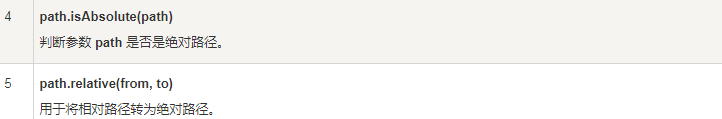 4 path.isAbsolute(path)
判断参数 path 是否是绝对路径。
5 path.relative(from, to)
用于将相对路径转为绝对路径。